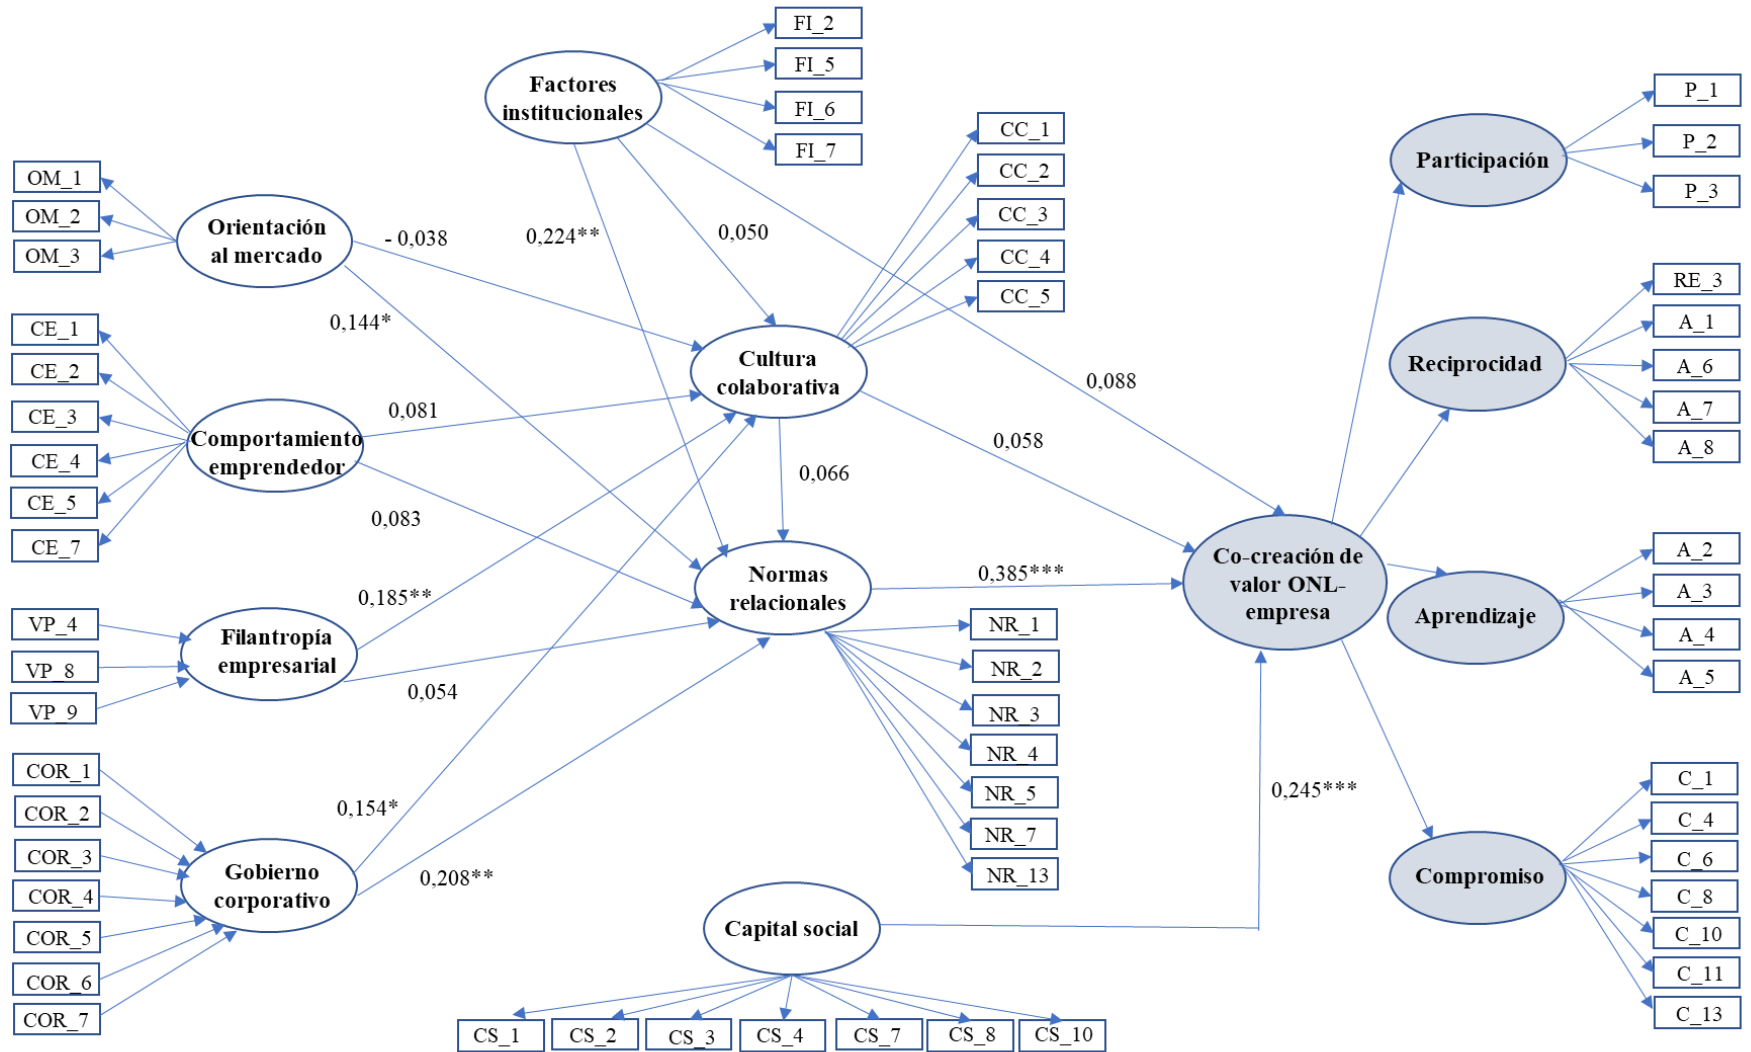 FI_2
FI_5
FI_6
FI_7
Factores
institucionales
OM_1
OM_2
OM_3
Orientación
al mercado
- 0,038
0,224**
0,050
0,144*
CC_1
CC_2
CC_3
CC_4
CC_5
P_1
P_2
P_3
Participación
CE_1
CE_2
CE_3
CE_4
CE_5
CE_7
Comportamiento
emprendedor
0,081
0,083
Cultura
colaborativa
0,088
0,058
0,066
RE_3
A_1
A_6
A_7
A_8
Reciprocidad
VP_4
VP_8
VP_9
Filantropía
empresarial
0,185**
0,054
Normas
relacionales
0,385***
Co-creación de
valor ONL-
empresa
A_2
A_3
A_4
A_5
Aprendizaje
NR_1
NR_2
NR_3
NR_4
NR_5
NR_7
NR_13
COR_1
COR_2
COR_3
COR_4
COR_5
COR_6
COR_7
Gobierno
corporativo
0,154*
0,208**
0,245***
C_1
C_4
C_6
C_8
C_10
C_11
C_13
Compromiso
Capital social
CS_1
CS_2
CS_3
CS_4
CS_7
CS_8
CS_10